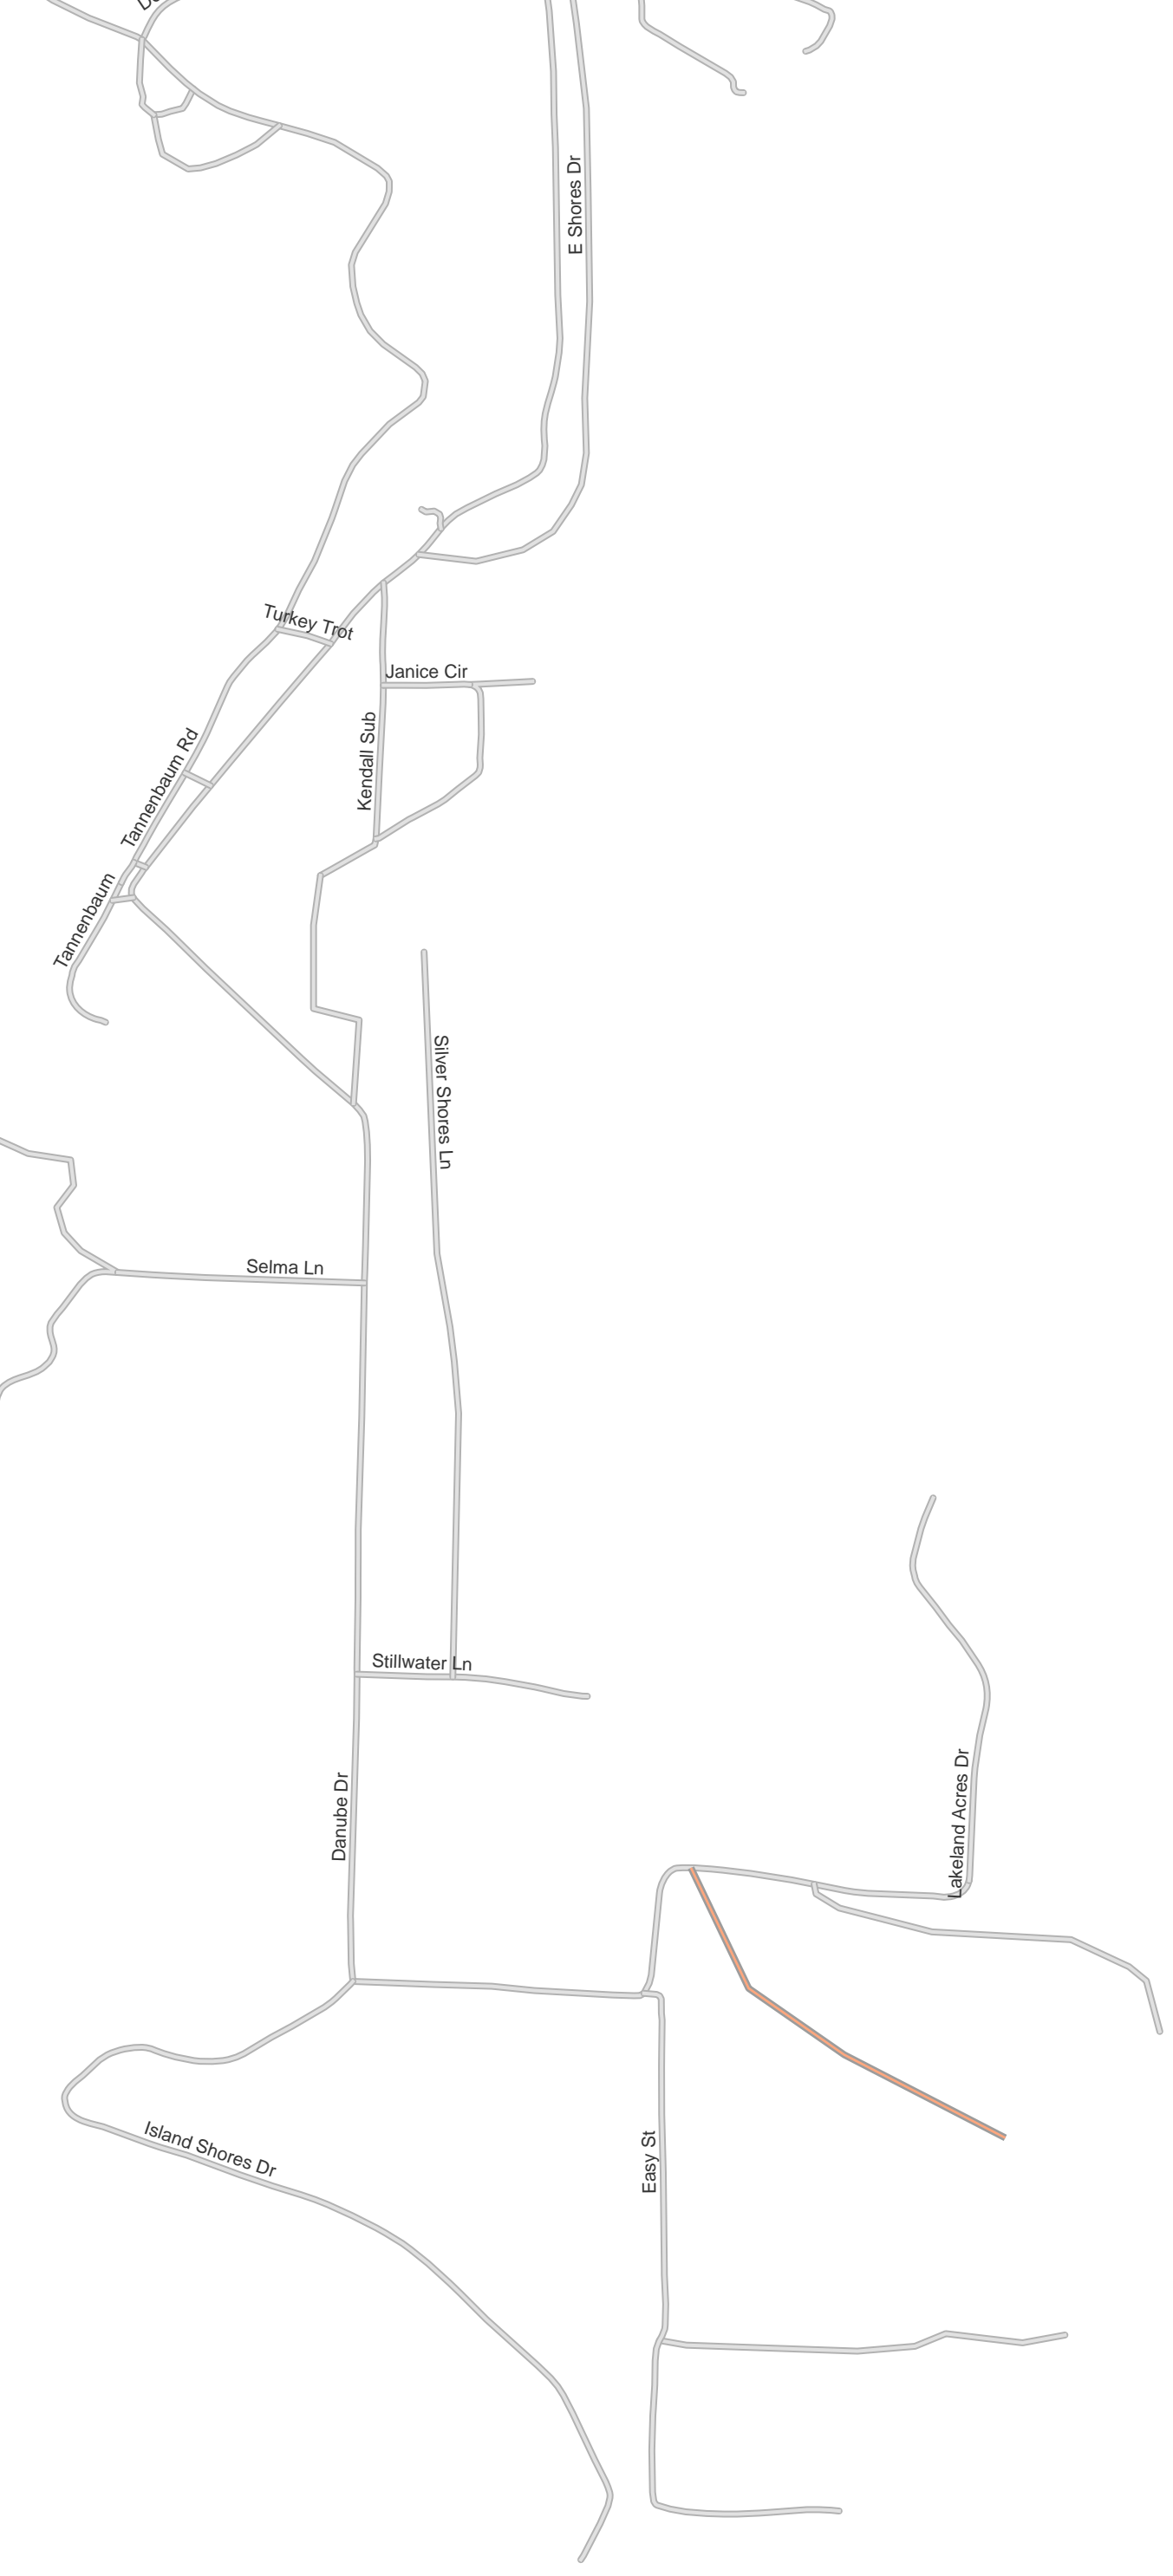 E Shores Dr
Turkey Trot
Janice Cir
Kendall Sub
Tannenbaum Rd
Tannenbaum
Silver Shores Ln
Selma Ln
Stillwater Ln
Danube Dr
Lakeland Acres Dr
Island Shores Dr
Easy St